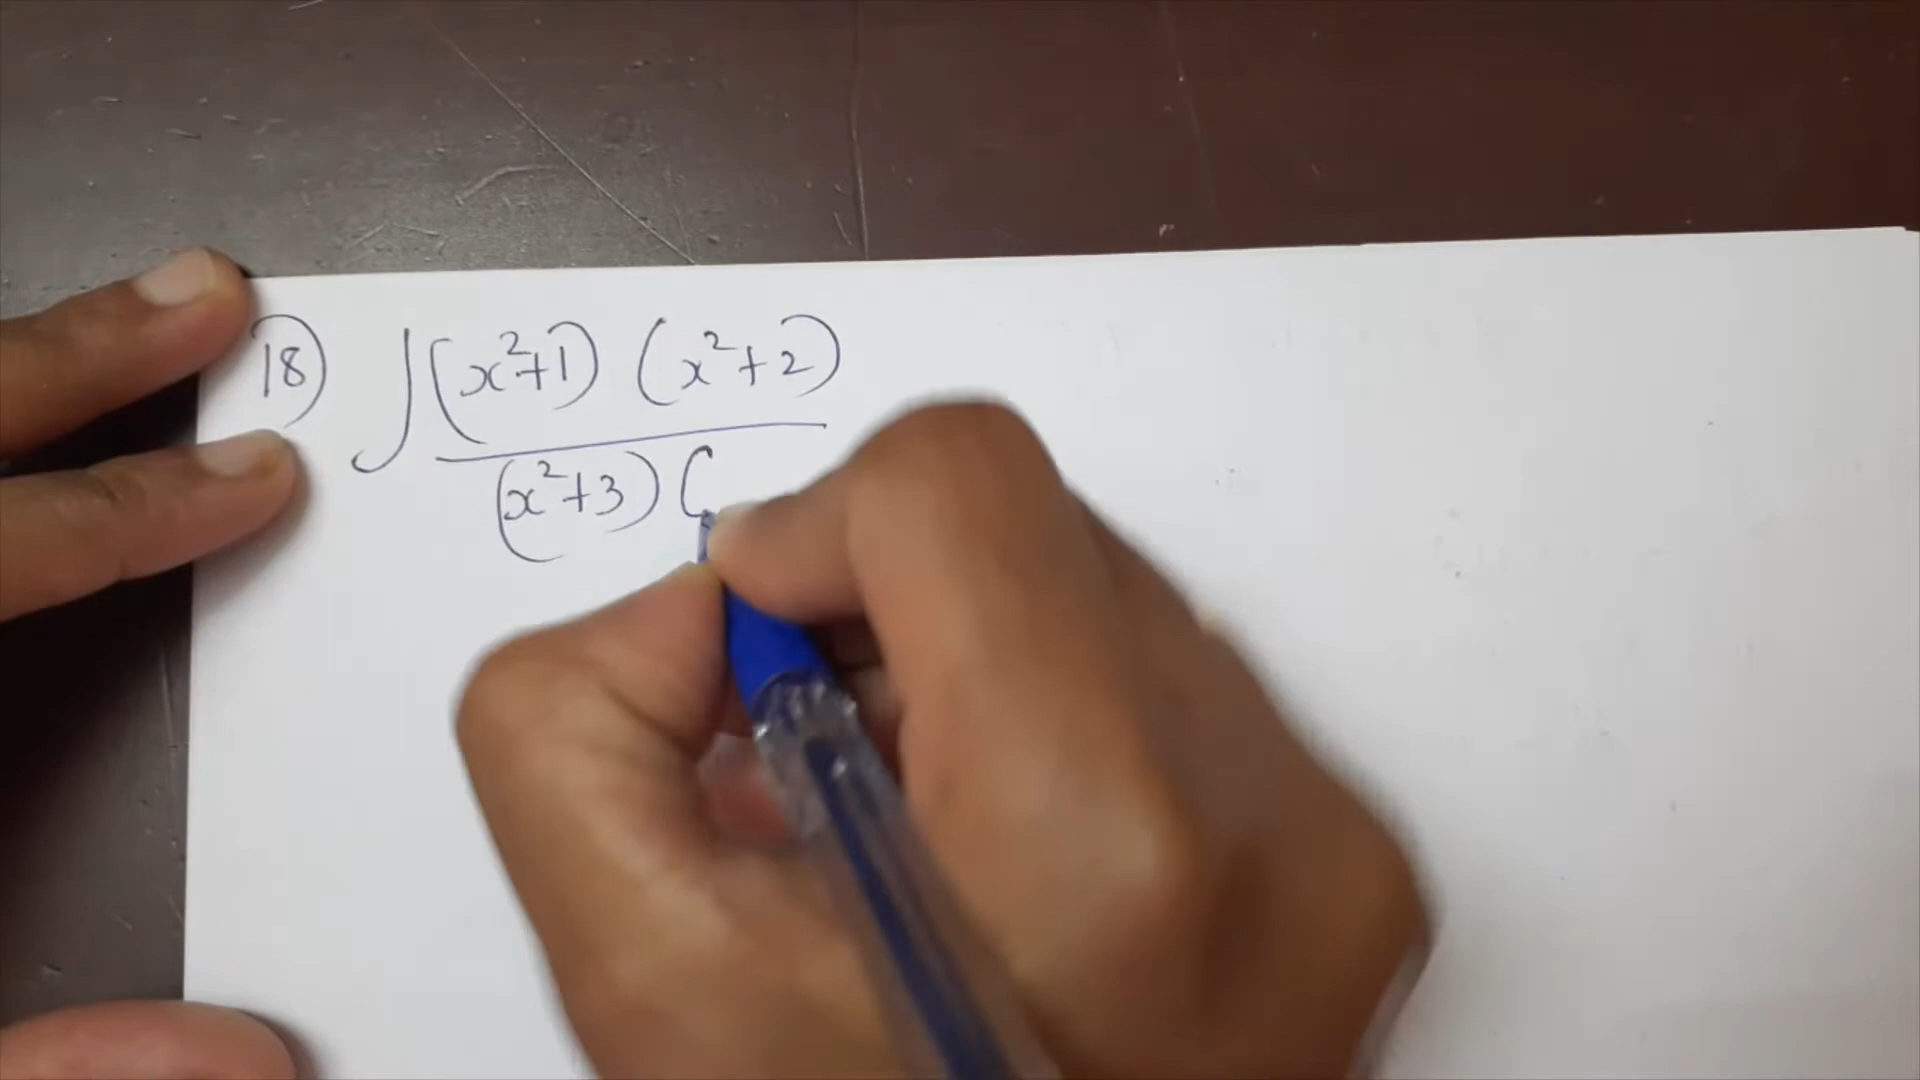 18) ∫ (x²+1) (x²+2)
(x²+3) (